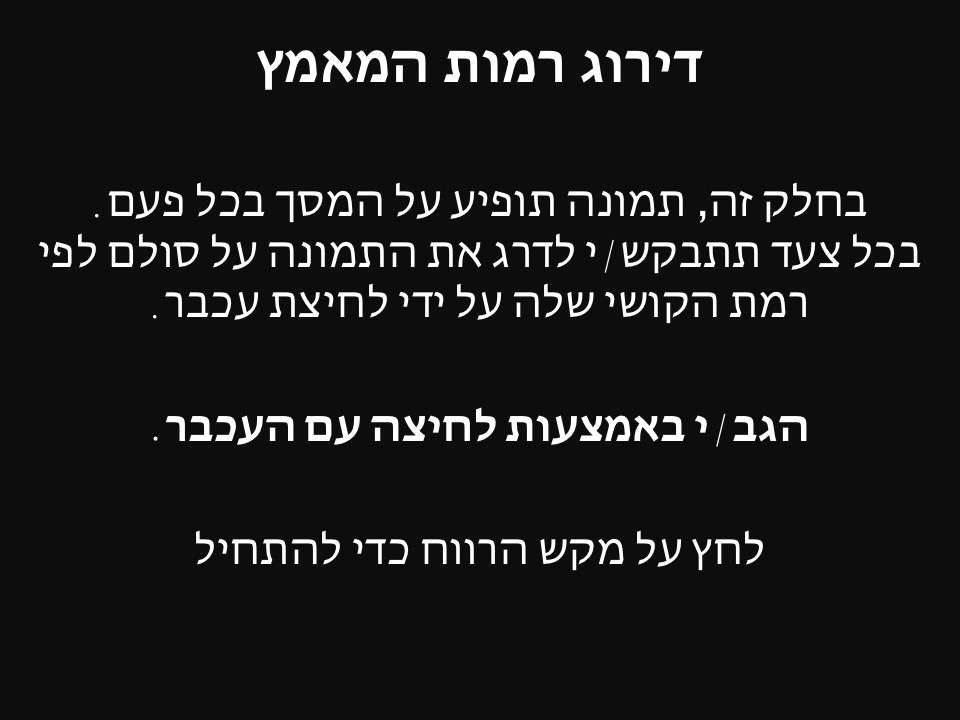 דירוג רמות המאמץ
בחלק זה, תמונה תופיע על המסך בכל פעם.
בכל צעד תתבקש/י לדרג את התמונה על סולם לפי
רמת הקושי שלה על ידי לחיצת עכבר.
הגב/י באמצעות לחיצה עם העכבר.
לחץ על מקש הרווח כדי להתחיל